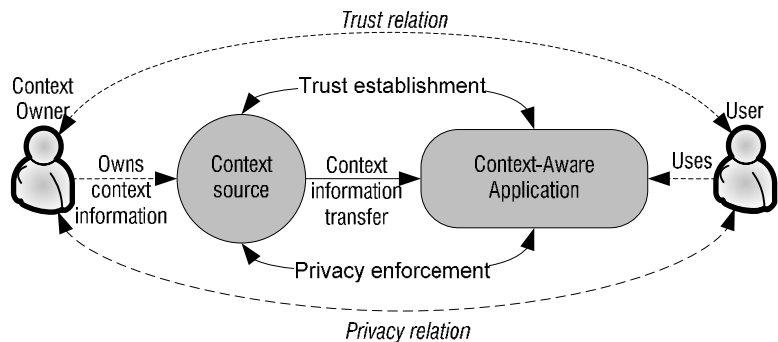 Trust relation
Context
Owner
Trust establishment
User
Owns
context
information
Context
source
Context
information
transfer
Context-Aware
Application
Uses
Privacy enforcement
Privacy relation